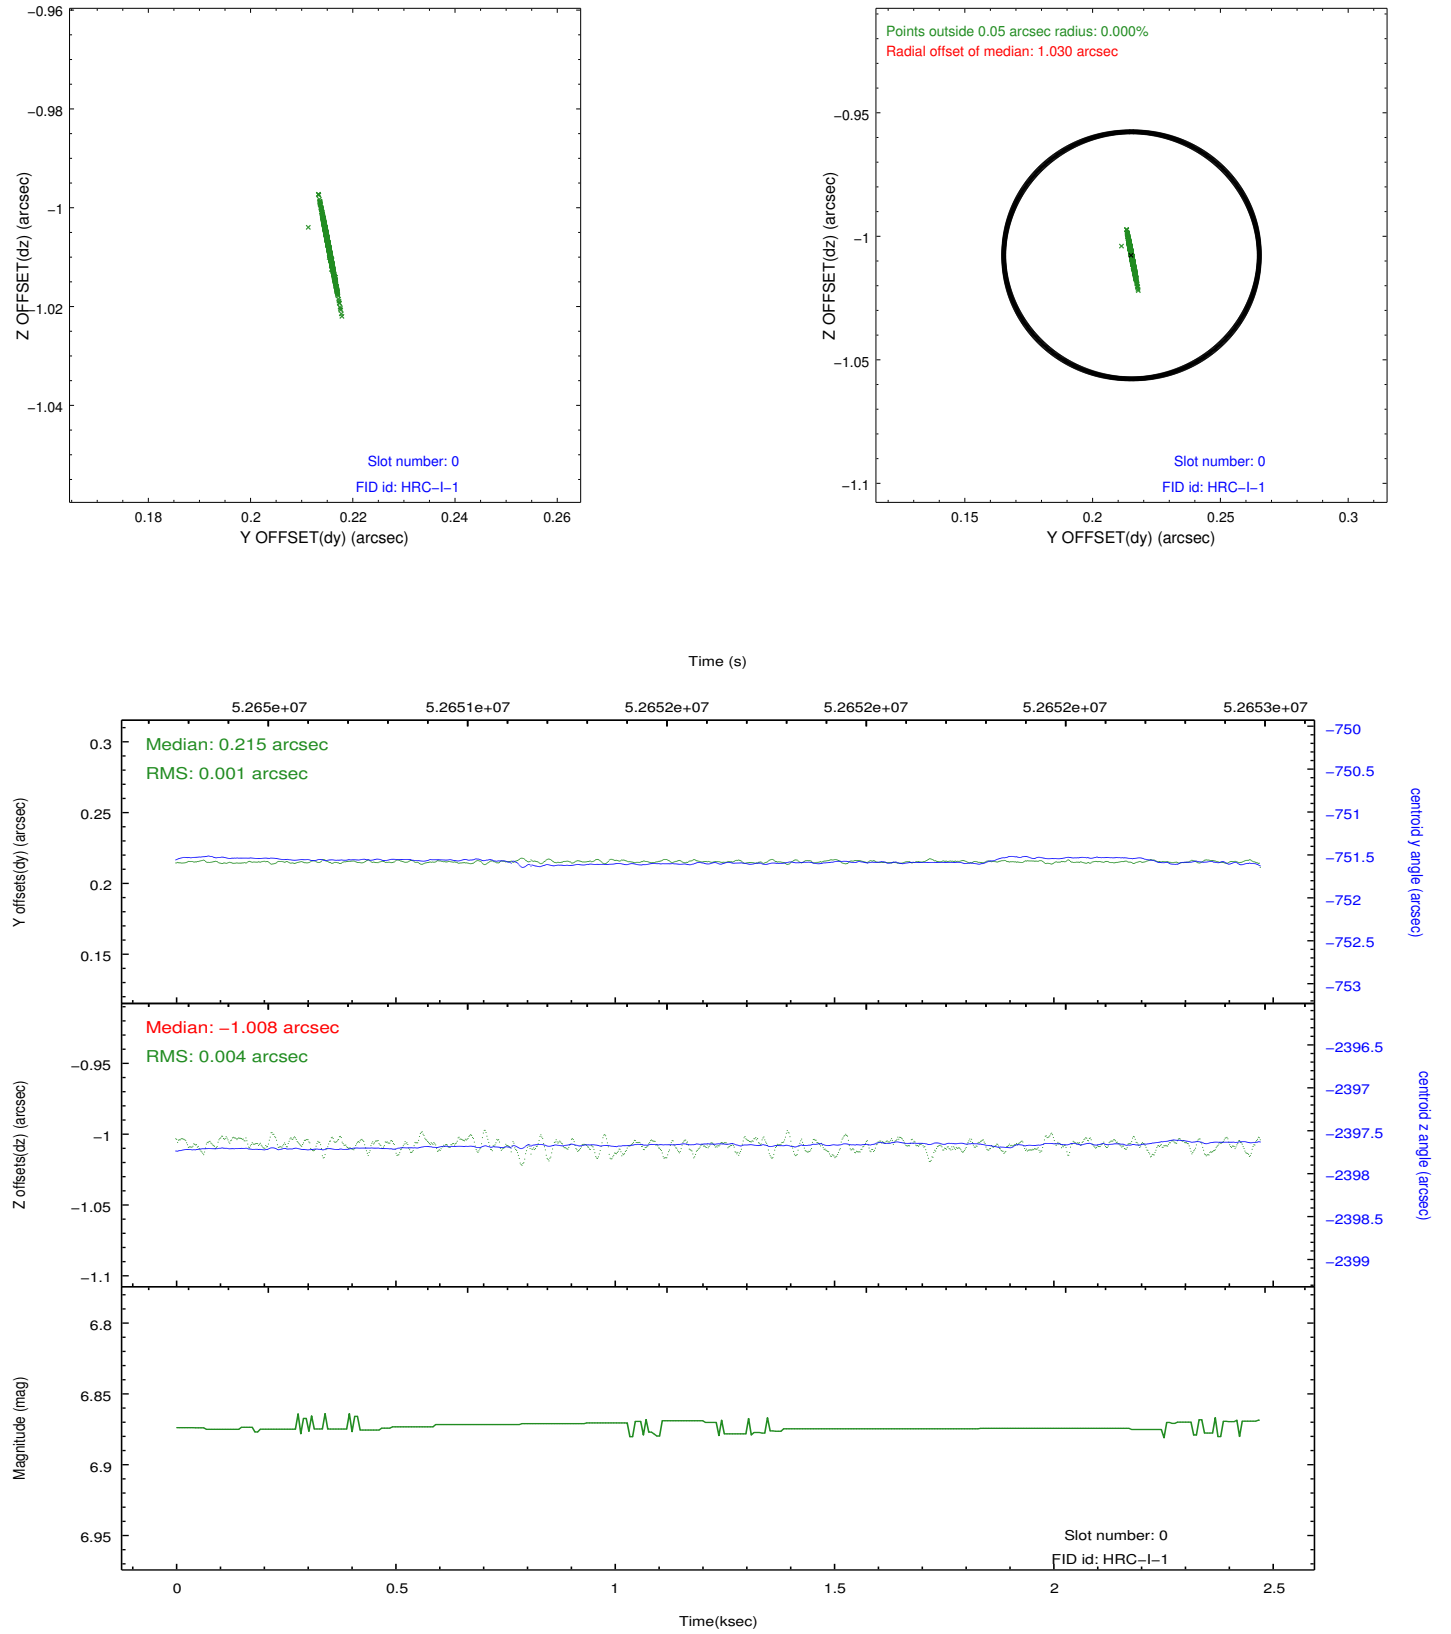 −0.96
−0.98
−1
−1.02
−1.04
Z OFFSET(dz) (arcsec)
Slot number: 0
FID id: HRC−I−1
0.18
0.2
0.22
0.24
0.26
Y OFFSET(dy) (arcsec)
Points outside 0.05 arcsec radius: 0.000%
Radial offset of median: 1.030 arcsec
−0.95
−1
−1.05
−1.1
Z OFFSET(dz) (arcsec)
Slot number: 0
FID id: HRC−I−1
0.15
0.2
0.25
0.3
Y OFFSET(dy) (arcsec)
Time (s)
5.265e+07
5.2651e+07
5.2652e+07
5.2652e+07
5.2652e+07
5.2653e+07
Median: 0.215 arcsec
RMS: 0.001 arcsec
0.3
0.25
0.2
0.15
Y offsets(dy) (arcsec)
−750
−750.5
−751
−751.5
−752
−752.5
−753
centroid y angle (arcsec)
Median: −1.008 arcsec
RMS: 0.004 arcsec
−0.95
−1
−1.05
−1.1
Z offsets(dz) (arcsec)
−2396.5
−2397
−2397.5
−2398
−2398.5
−2399
centroid z angle (arcsec)
6.8
6.85
6.9
6.95
Magnitude (mag)
Slot number: 0
FID id: HRC−I−1
0
0.5
1
1.5
2
2.5
Time(ksec)